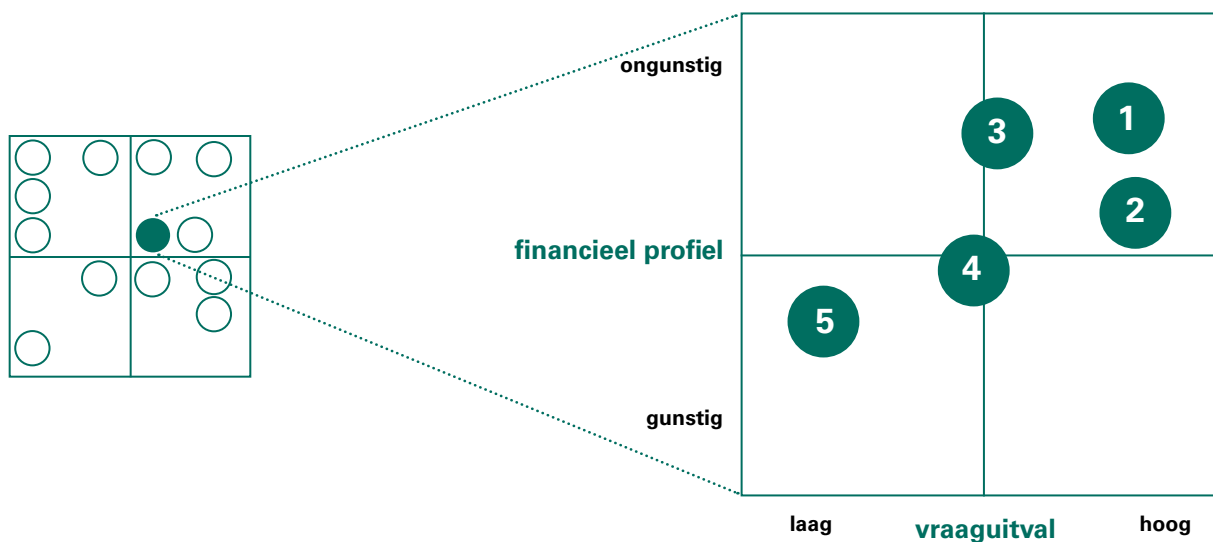 ongunstig
3
1
2
financieel profiel
4
5
gunstig
laag
vraaguitval
hoog